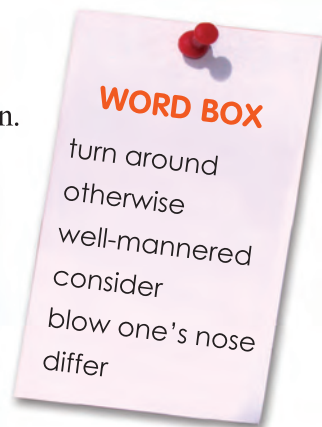 n.
WORD BOX
turn around
otherwise
well-mannered
consider
blow one's nose
differ